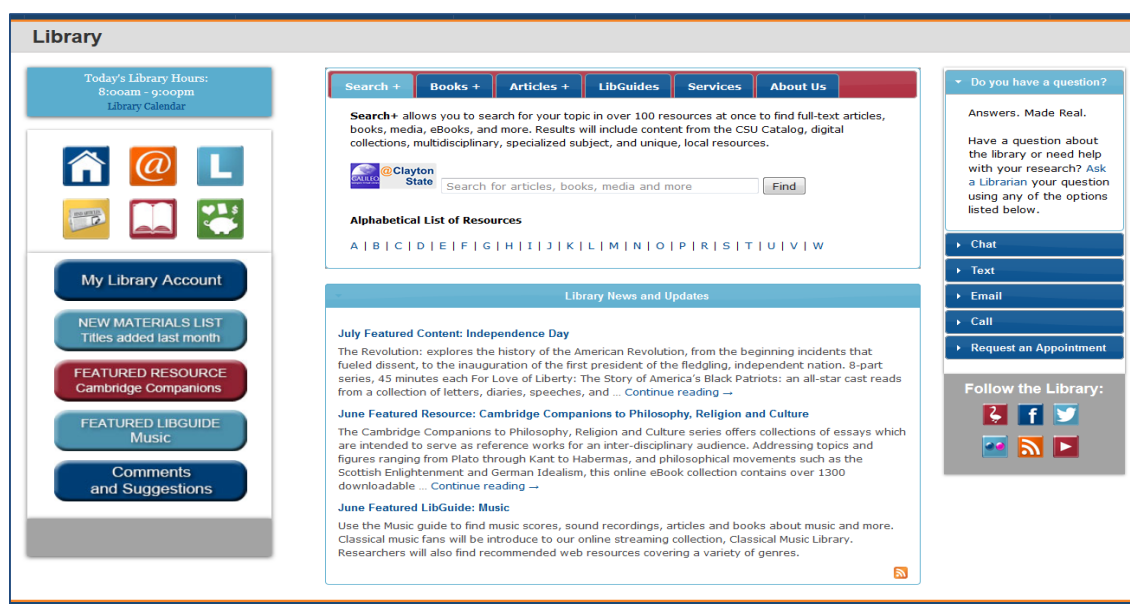 Library
Today's Library Hours:
8:00am - 9:00pm
Library Calendar
@
L
My Library Account
NEW MATERIALS LIST
Titles added last month
FEATURED RESOURCE
Cambridge Companions
FEATURED LIBGUIDE
Music
Comments
and Suggestions
Search + Books + Articles + LibGuides Services About Us
Search+ allows you to search for your topic in over 100 resources at once to find full-text articles,
books, media, eBooks, and more. Results will include content from the CSU Catalog, digital
collections, multidisciplinary, specialized subject, and unique, local resources.
GALILEO @Clayton
State
Search for articles, books, media and more Find
Alphabetical List of Resources
A | B | C | D | E | F | G | H | I | J | K | L | M | N | O | P | R | S | T | U | V | W
Library News and Updates
July Featured Content: Independence Day
The Revolution: explores the history of the American Revolution, from the beginning incidents that
fueled dissent, to the inauguration of the first president of the fledgling, independent nation. 8-part
series, 45 minutes each For Love of Liberty: The Story of America's Black Patriots: an all-star cast reads
from a collection of letters, diaries, speeches, and ... Continue reading →
June Featured Resource: Cambridge Companions to Philosophy, Religion and Culture
The Cambridge Companions to Philosophy, Religion and Culture series offers collections of essays which
are intended to serve as reference works for an inter-disciplinary audience. Addressing topics and
figures ranging from Plato through Kant to Habermas, and philosophical movements such as the
Scottish Enlightenment and German Idealism, this online eBook collection contains over 1300
downloadable ... Continue reading →
June Featured LibGuide: Music
Use the Music guide to find music scores, sound recordings, articles and books about music and more.
Classical music fans will be introduce to our online streaming collection, Classical Music Library.
Researchers will also find recommended web resources covering a variety of genres.
Do you have a question?
Answers. Made Real.
Have a question about
the library or need help
with your research? Ask
a Librarian your question
using any of the options
listed below.
Chat
Text
Email
Call
Request an Appointment
Follow the Library:
f